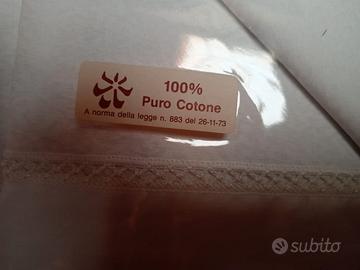 100%
Puro Cotone
A norma della legge n. 883 del 26-11-73
subito